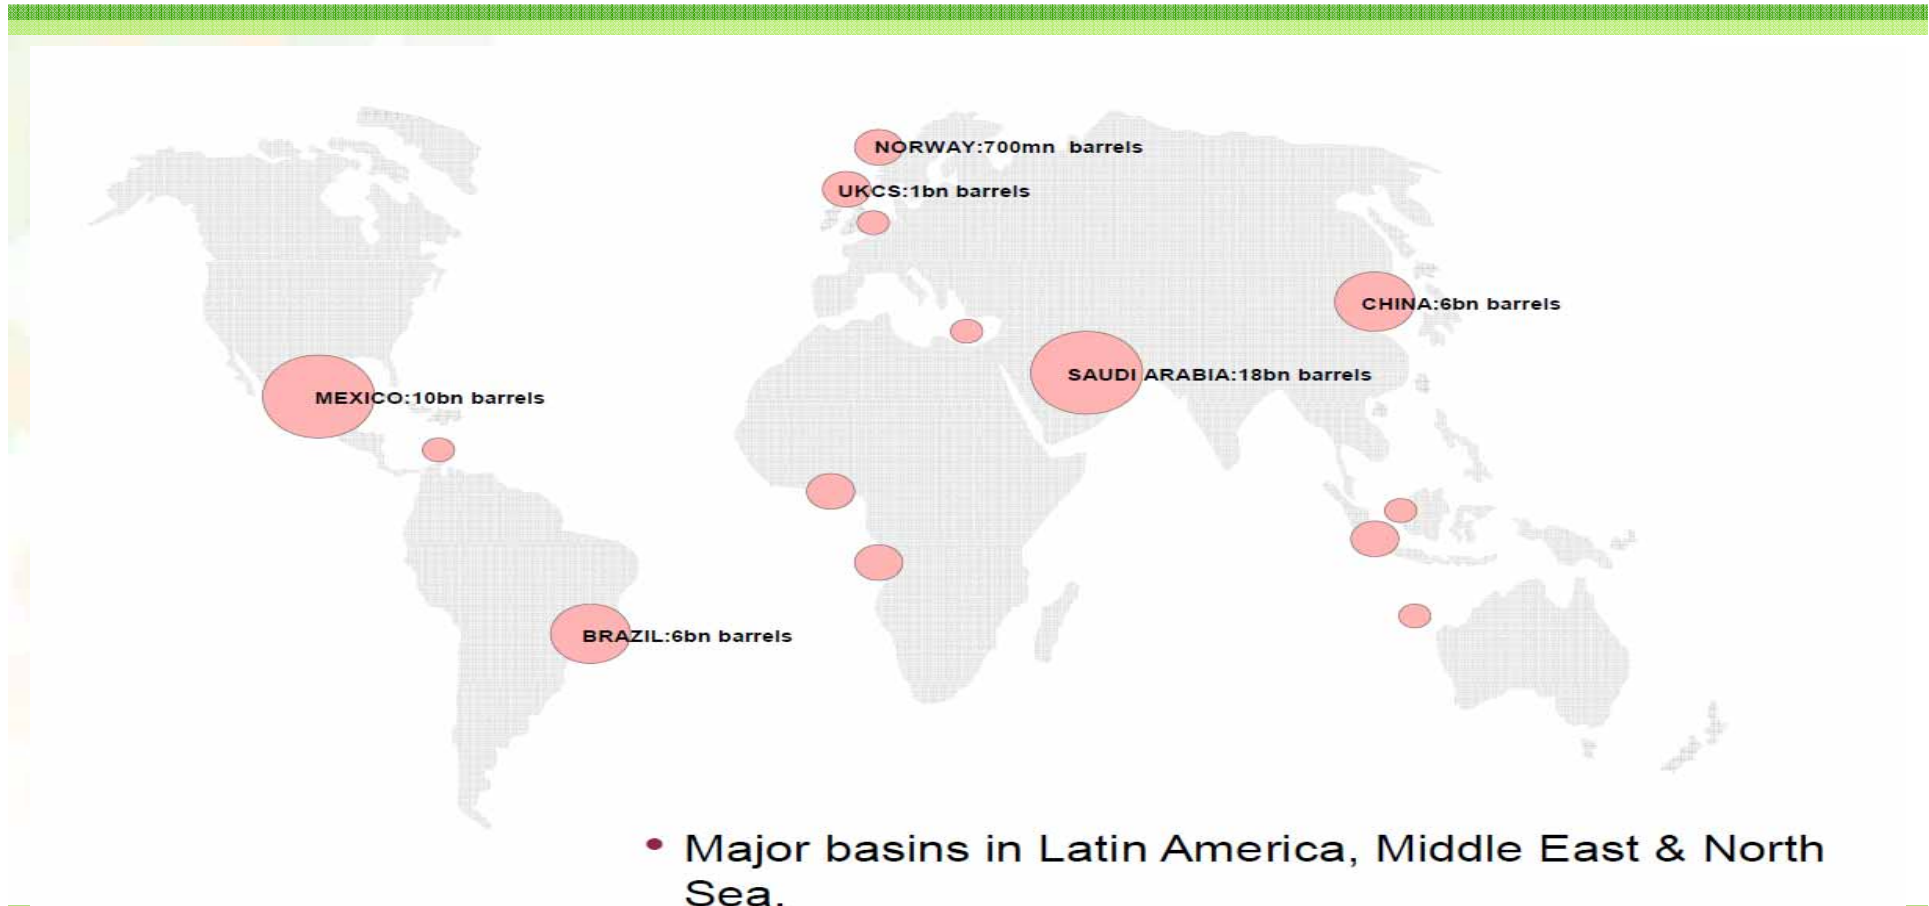 NORWAY:700mn barrels
UKCS:1bn barrels
CHINA:6bn barrels
SAUDI ARABIA:18bn barrels
MEXICO:10bn barrels
BRAZIL:6bn barrels
• Major basins in Latin America, Middle East & North
Sea.